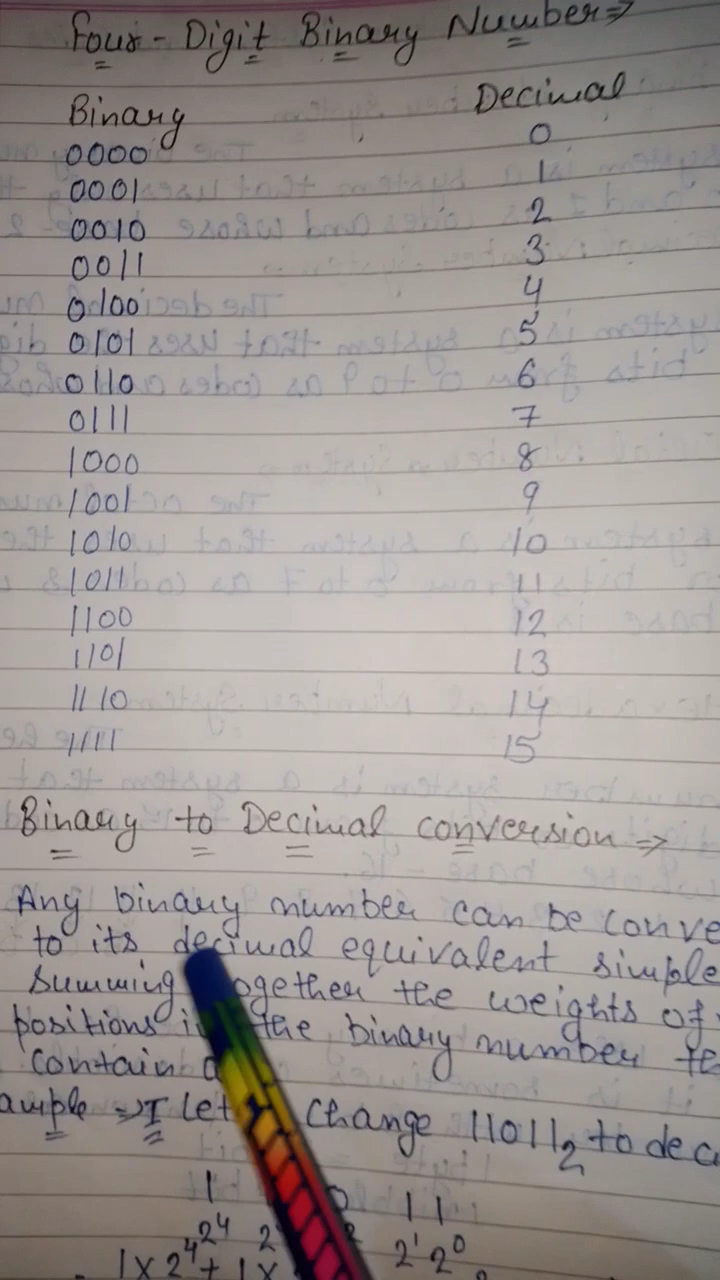 Four-Digit Binary Number⇒
Binary Decimal
0000 0
0001 1
0010 2
0011 3
0100 4
0101 5
0110 6
0111 7
1000 8
1001 9
1010 10
1011 11
1100 12
1101 13
1110 14
1111 15
Binary to Decimal conversion ⇒
Any binary number can be conve
to its decimal equivalent simple
summing together the weights of
positions i the binary number
contain a
ample ⇒ I Let change 11011₂ to dec
1 0 1 1
2⁴ 2 2¹ 2⁰
1×2⁴+1×